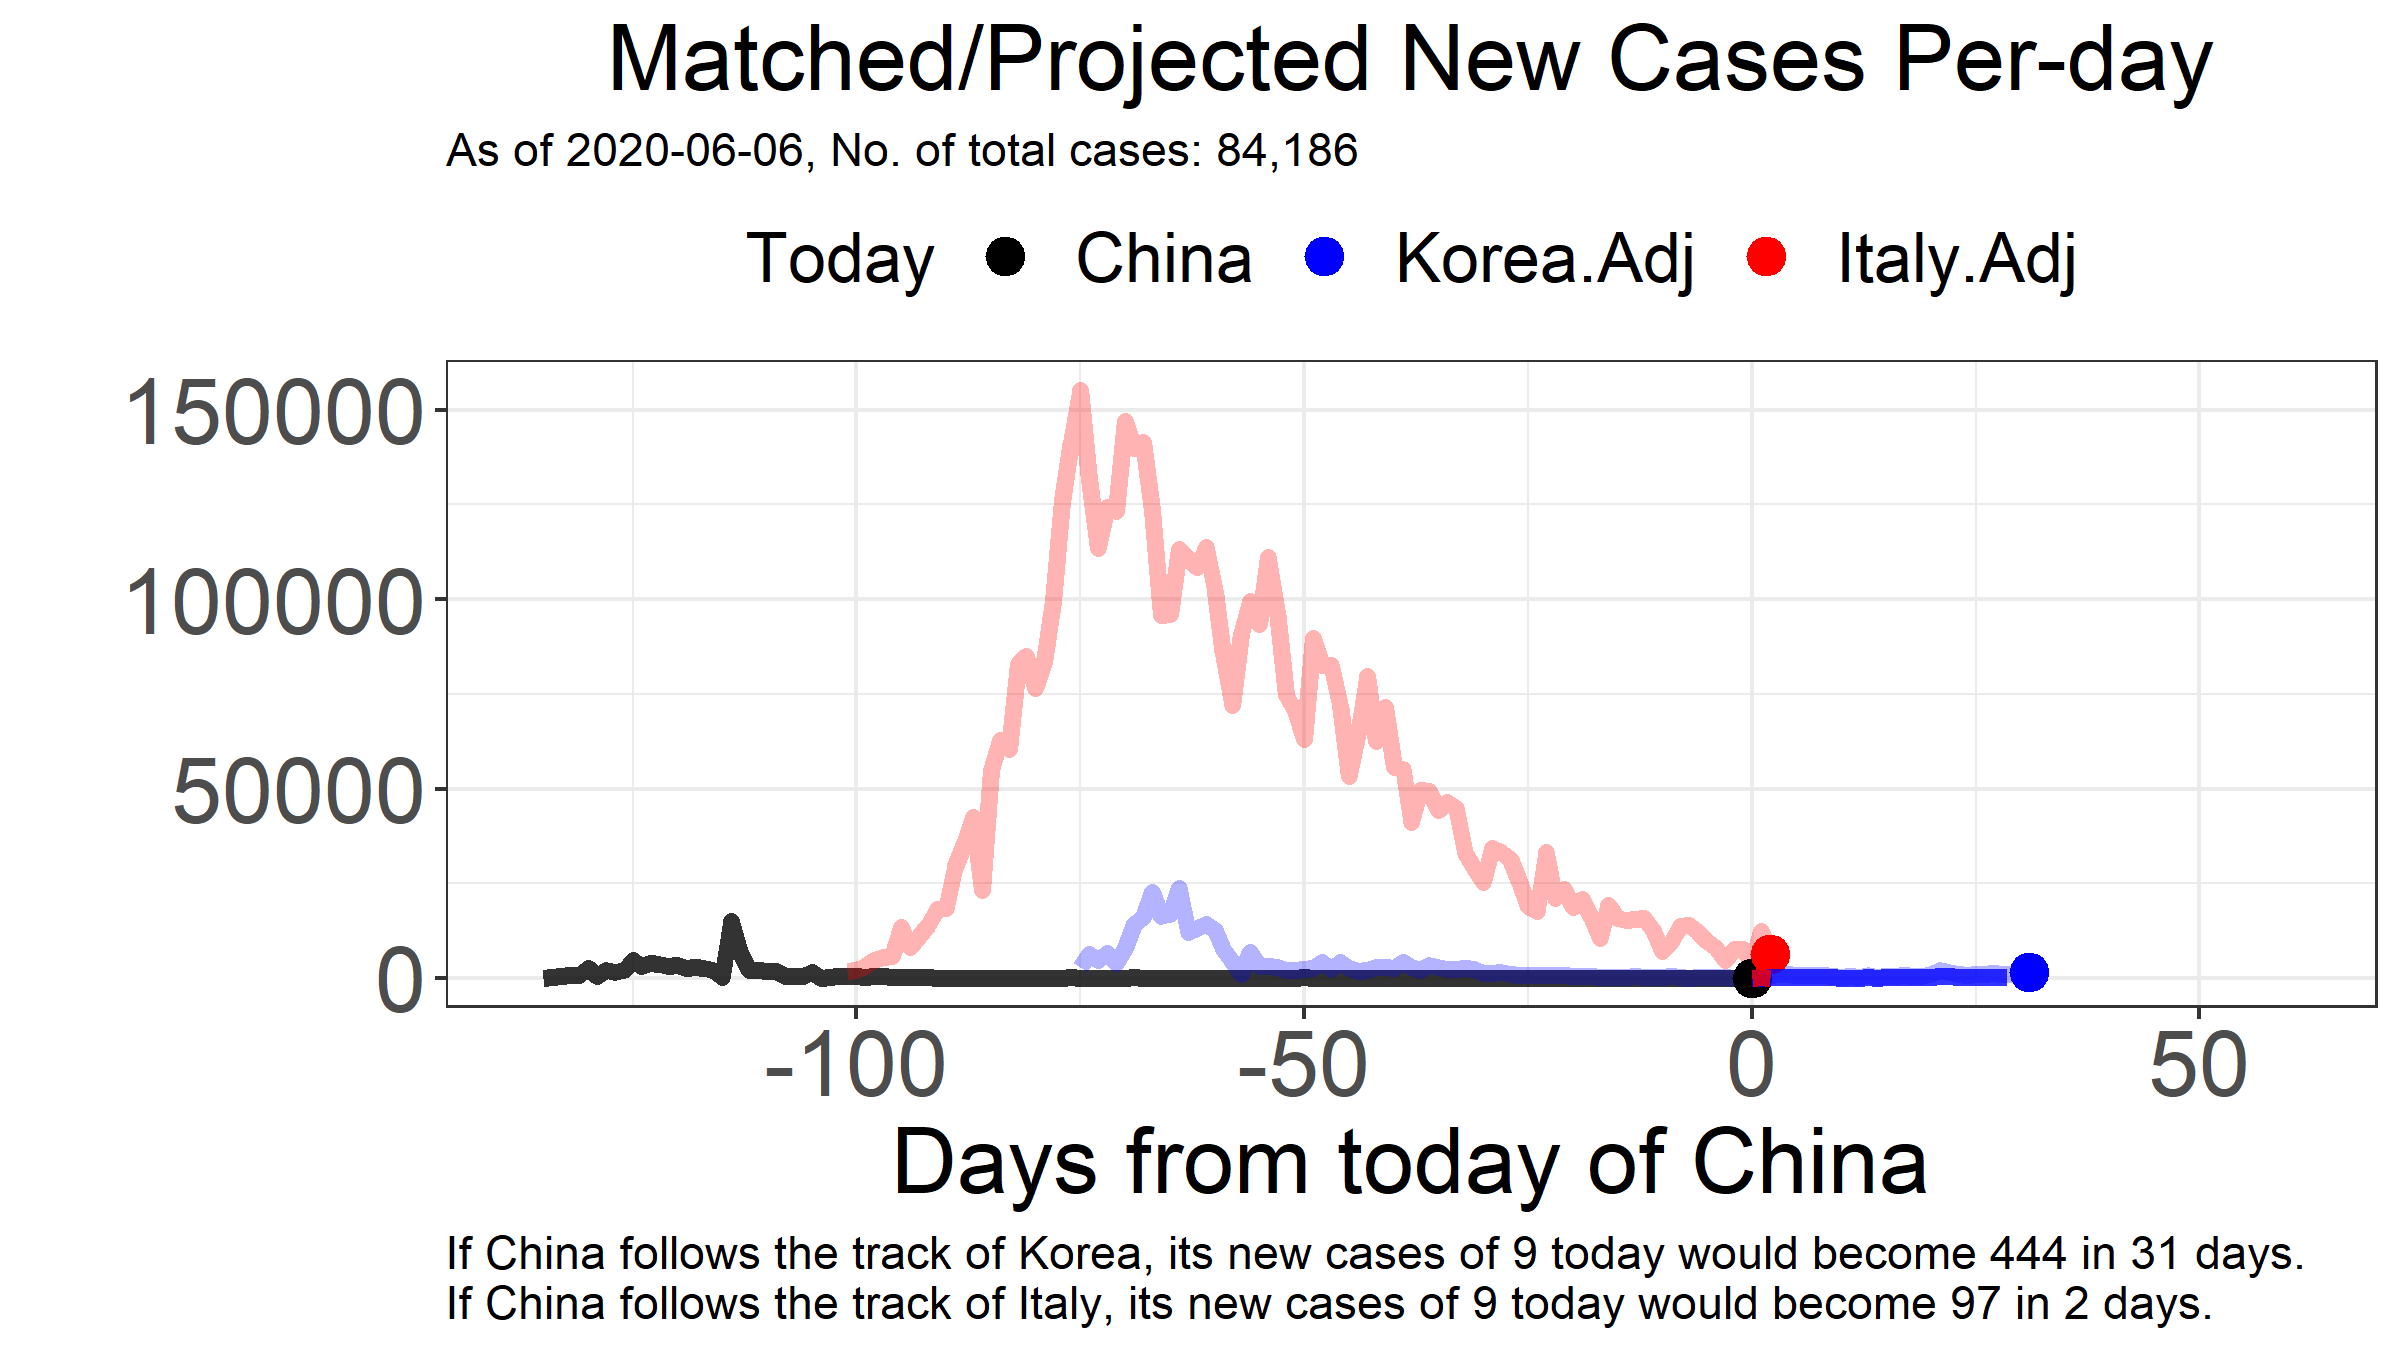 Matched/Projected New Cases Per-day
As of 2020-06-06, No. of total cases: 84,186
Today China Korea.Adj Italy.Adj
150000
100000
50000
0
-100 -50 0 50
Days from today of China
If China follows the track of Korea, its new cases of 9 today would become 444 in 31 days.
If China follows the track of Italy, its new cases of 9 today would become 97 in 2 days.